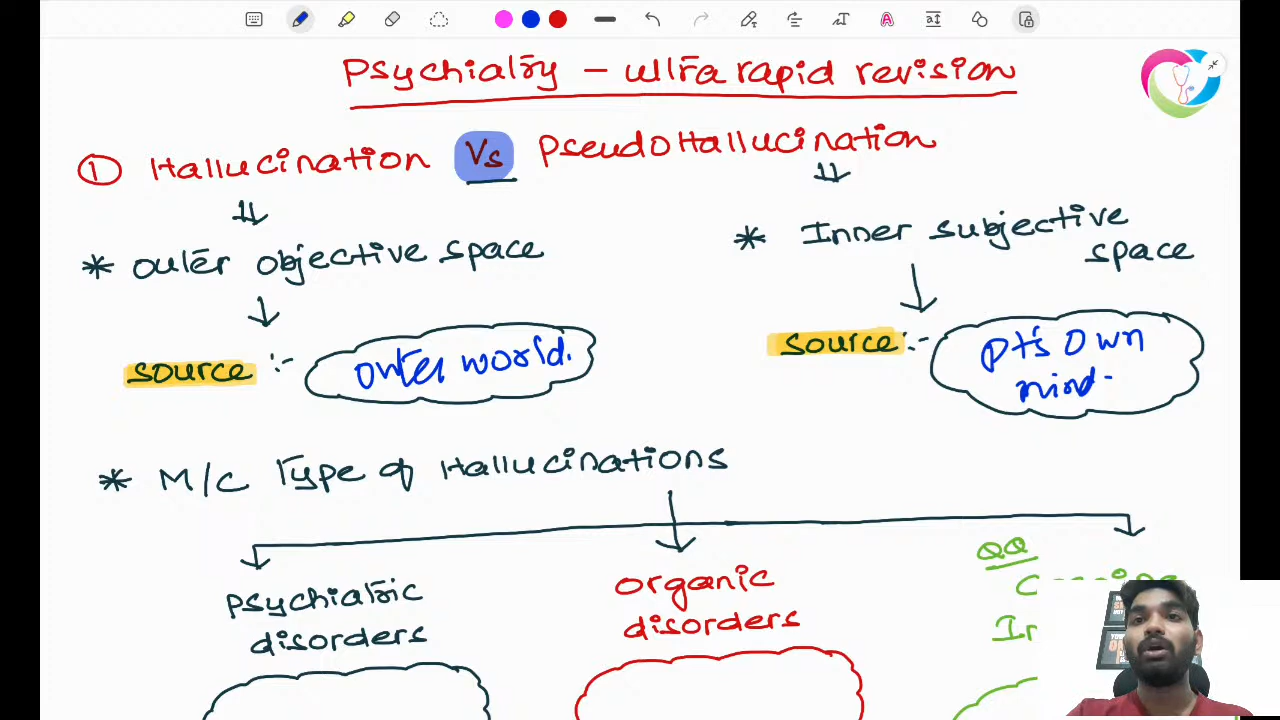 Psychiatry - ultra rapid revision
① Hallucination Vs PseudoHallucination
* Outer objective space
* Inner subjective space
source :- outer world.
source :- pt's own mind.
* M/C Type of Hallucinations
Psychiatric disorders
Organic disorders
QQ